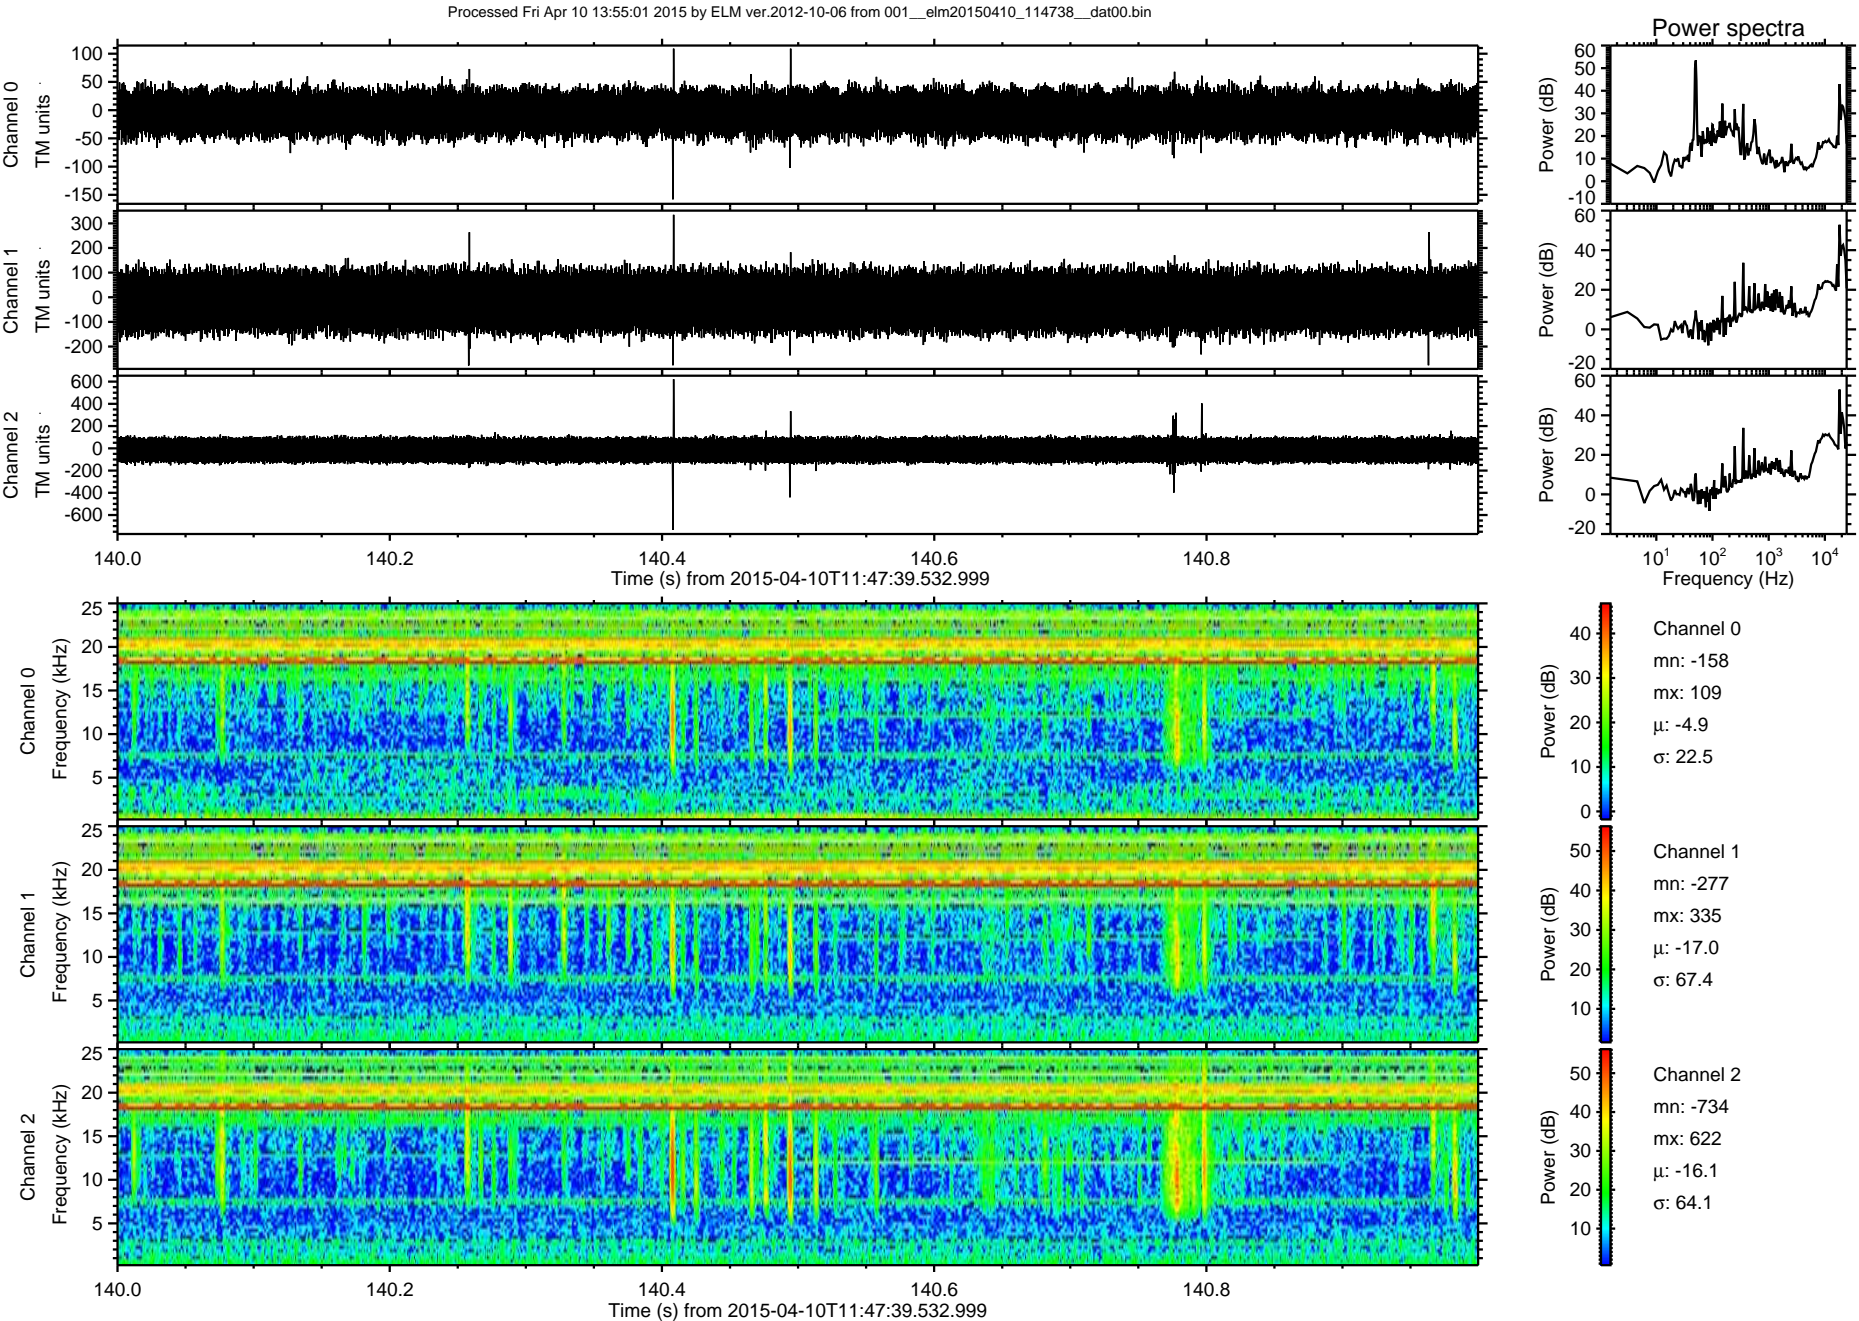 Processed Fri Apr 10 13:55:01 2015 by ELM ver.2012-10-06 from 001__elm20150410_114738__dat00.bin
Power spectra
Channel 0
TM units
100
50
0
-50
-100
-150
Power (dB)
60
50
40
30
20
10
0
-10
Channel 1
TM units
300
200
100
0
-100
-200
Power (dB)
60
40
20
0
-20
Channel 2
TM units
600
400
200
0
-200
-400
-600
Power (dB)
60
40
20
0
-20
140.0 140.2 140.4 140.6 140.8
Time (s) from 2015-04-10T11:47:39.532.999
10^1 10^2 10^3 10^4
Frequency (Hz)
Channel 0
Frequency (kHz)
25
20
15
10
5
Power (dB)
40
30
20
10
0
Channel 0
mn: -158
mx: 109
μ: -4.9
σ: 22.5
Channel 1
Frequency (kHz)
25
20
15
10
5
Power (dB)
50
40
30
20
10
Channel 1
mn: -277
mx: 335
μ: -17.0
σ: 67.4
Channel 2
Frequency (kHz)
25
20
15
10
5
Power (dB)
50
40
30
20
10
Channel 2
mn: -734
mx: 622
μ: -16.1
σ: 64.1
140.0 140.2 140.4 140.6 140.8
Time (s) from 2015-04-10T11:47:39.532.999